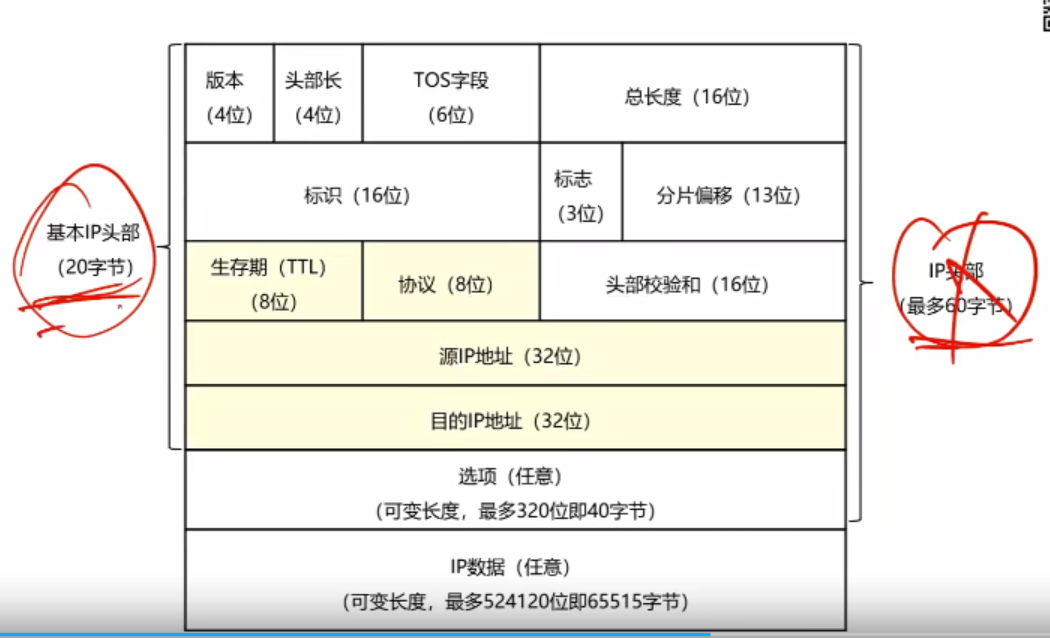 版本
(4位)
头部长
(4位)
TOS字段
(6位)
总长度（16位）
标识（16位）
标志
（3位）
分片偏移（13位）
基本IP头部
（20字节）
生存期（TTL）
（8位）
协议（8位）
头部校验和（16位）
IP头部
（最多60字节）
源IP地址（32位）
目的IP地址（32位）
选项（任意）
（可变长度，最多320位即40字节）
IP数据（任意）
（可变长度，最多524120位即65515字节）